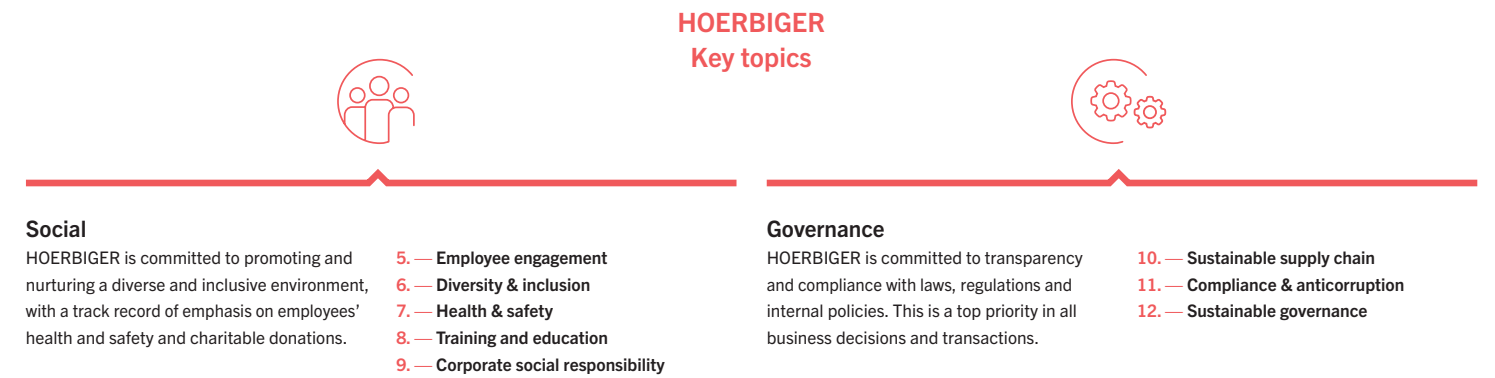 HOERBIGER
Key topics
Social
HOERBIGER is committed to promoting and
nurturing a diverse and inclusive environment,
with a track record of emphasis on employees’
health and safety and charitable donations.
5. — Employee engagement
6. — Diversity & inclusion
7. — Health & safety
8. — Training and education
9. — Corporate social responsibility
Governance
HOERBIGER is committed to transparency
and compliance with laws, regulations and
internal policies. This is a top priority in all
business decisions and transactions.
10. — Sustainable supply chain
11. — Compliance & anticorruption
12. — Sustainable governance